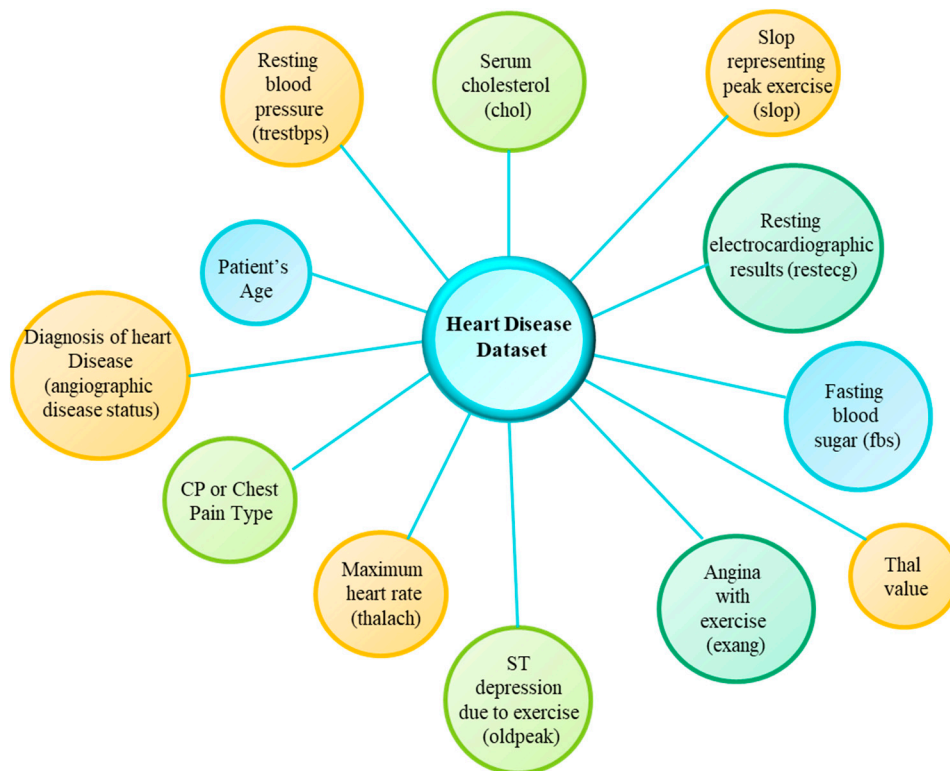 Resting
blood
pressure
(trestbps)
Serum
cholesterol
(chol)
Slop
representing
peak exercise
(slop)
Resting
electrocardiographic
results (restecg)
Patient’s
Age
Heart Disease
Dataset
Diagnosis of heart
Disease
(angiographic
disease status)
Fasting
blood
sugar (fbs)
CP or Chest
Pain Type
Maximum
heart rate
(thalach)
Angina
with
exercise
(exang)
Thal
value
ST
depression
due to exercise
(oldpeak)